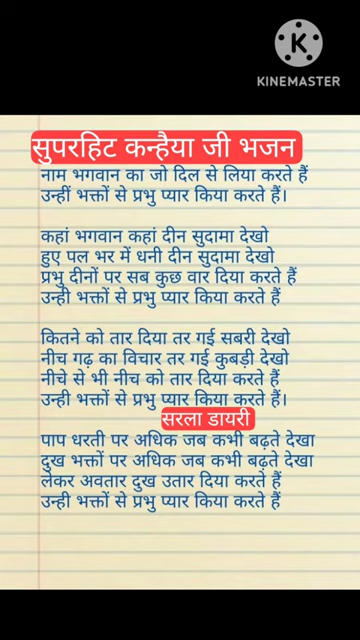 KINEMASTER
सुपरहिट कन्हैया जी भजन
नाम भगवान का जो दिल से लिया करते हैं
उन्हीं भक्तों से प्रभु प्यार किया करते हैं।
कहां भगवान कहां दीन सुदामा देखो
हुए पल भर में धनी दीन सुदामा देखो
प्रभु दीनों पर सब कुछ वार दिया करते हैं
उन्ही भक्तों से प्रभु प्यार किया करते हैं
कितने को तार दिया तर गई सबरी देखो
नीच गढ़ का विचार तर गई कुबड़ी देखो
नीचे से भी नीच को तार दिया करते हैं
उन्ही भक्तों से प्रभु प्यार किया करते हैं।
सरला डायरी
पाप धरती पर अधिक जब कभी बढ़ते देखा
दुख भक्तों पर अधिक जब कभी बढ़ते देखा
लेकर अवतार दुख उतार दिया करते हैं
उन्ही भक्तों से प्रभु प्यार किया करते हैं